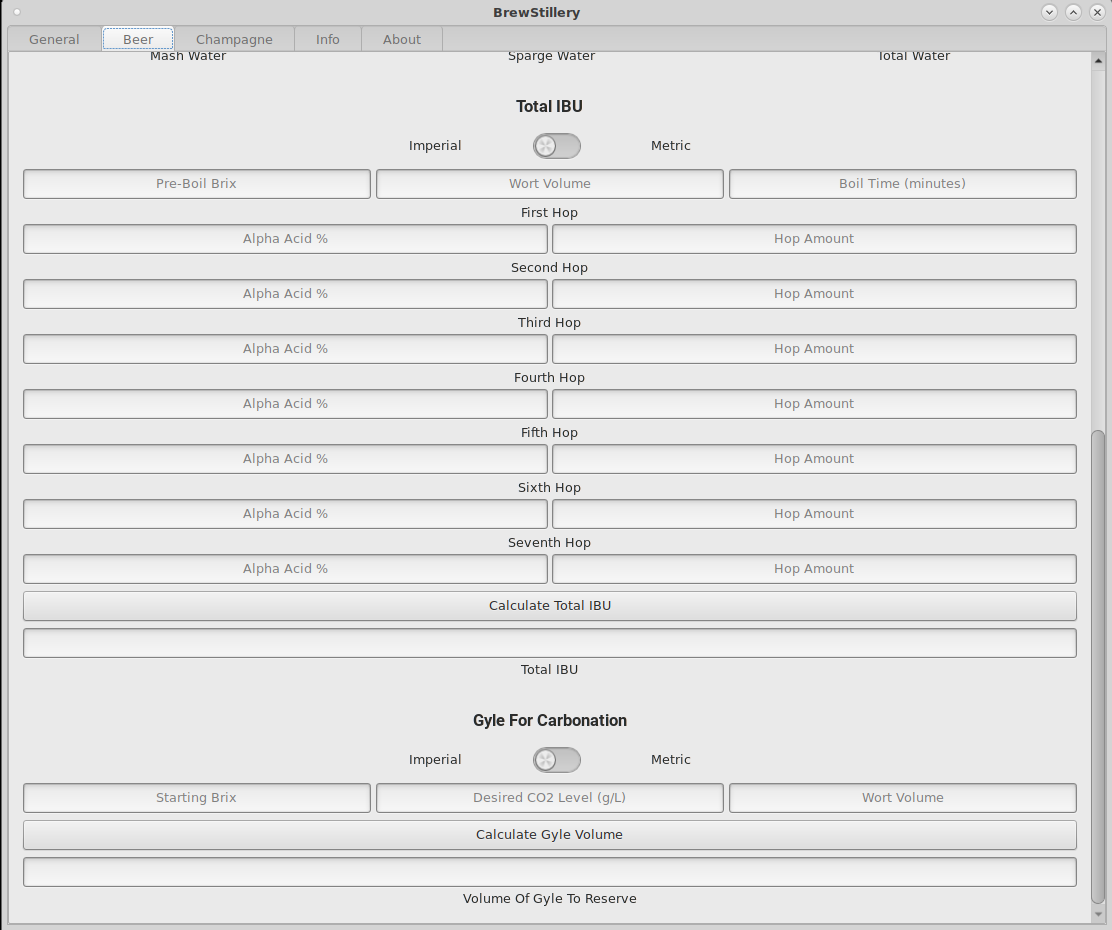 BrewStillery
General Beer Champagne Info About
Mash Water Sparge Water Total Water
Total IBU
Imperial Metric
Pre-Boil Brix Wort Volume Boil Time (minutes)
First Hop
Alpha Acid % Hop Amount
Second Hop
Alpha Acid % Hop Amount
Third Hop
Alpha Acid % Hop Amount
Fourth Hop
Alpha Acid % Hop Amount
Fifth Hop
Alpha Acid % Hop Amount
Sixth Hop
Alpha Acid % Hop Amount
Seventh Hop
Alpha Acid % Hop Amount
Calculate Total IBU
Total IBU
Gyle For Carbonation
Imperial Metric
Starting Brix Desired CO2 Level (g/L) Wort Volume
Calculate Gyle Volume
Volume Of Gyle To Reserve